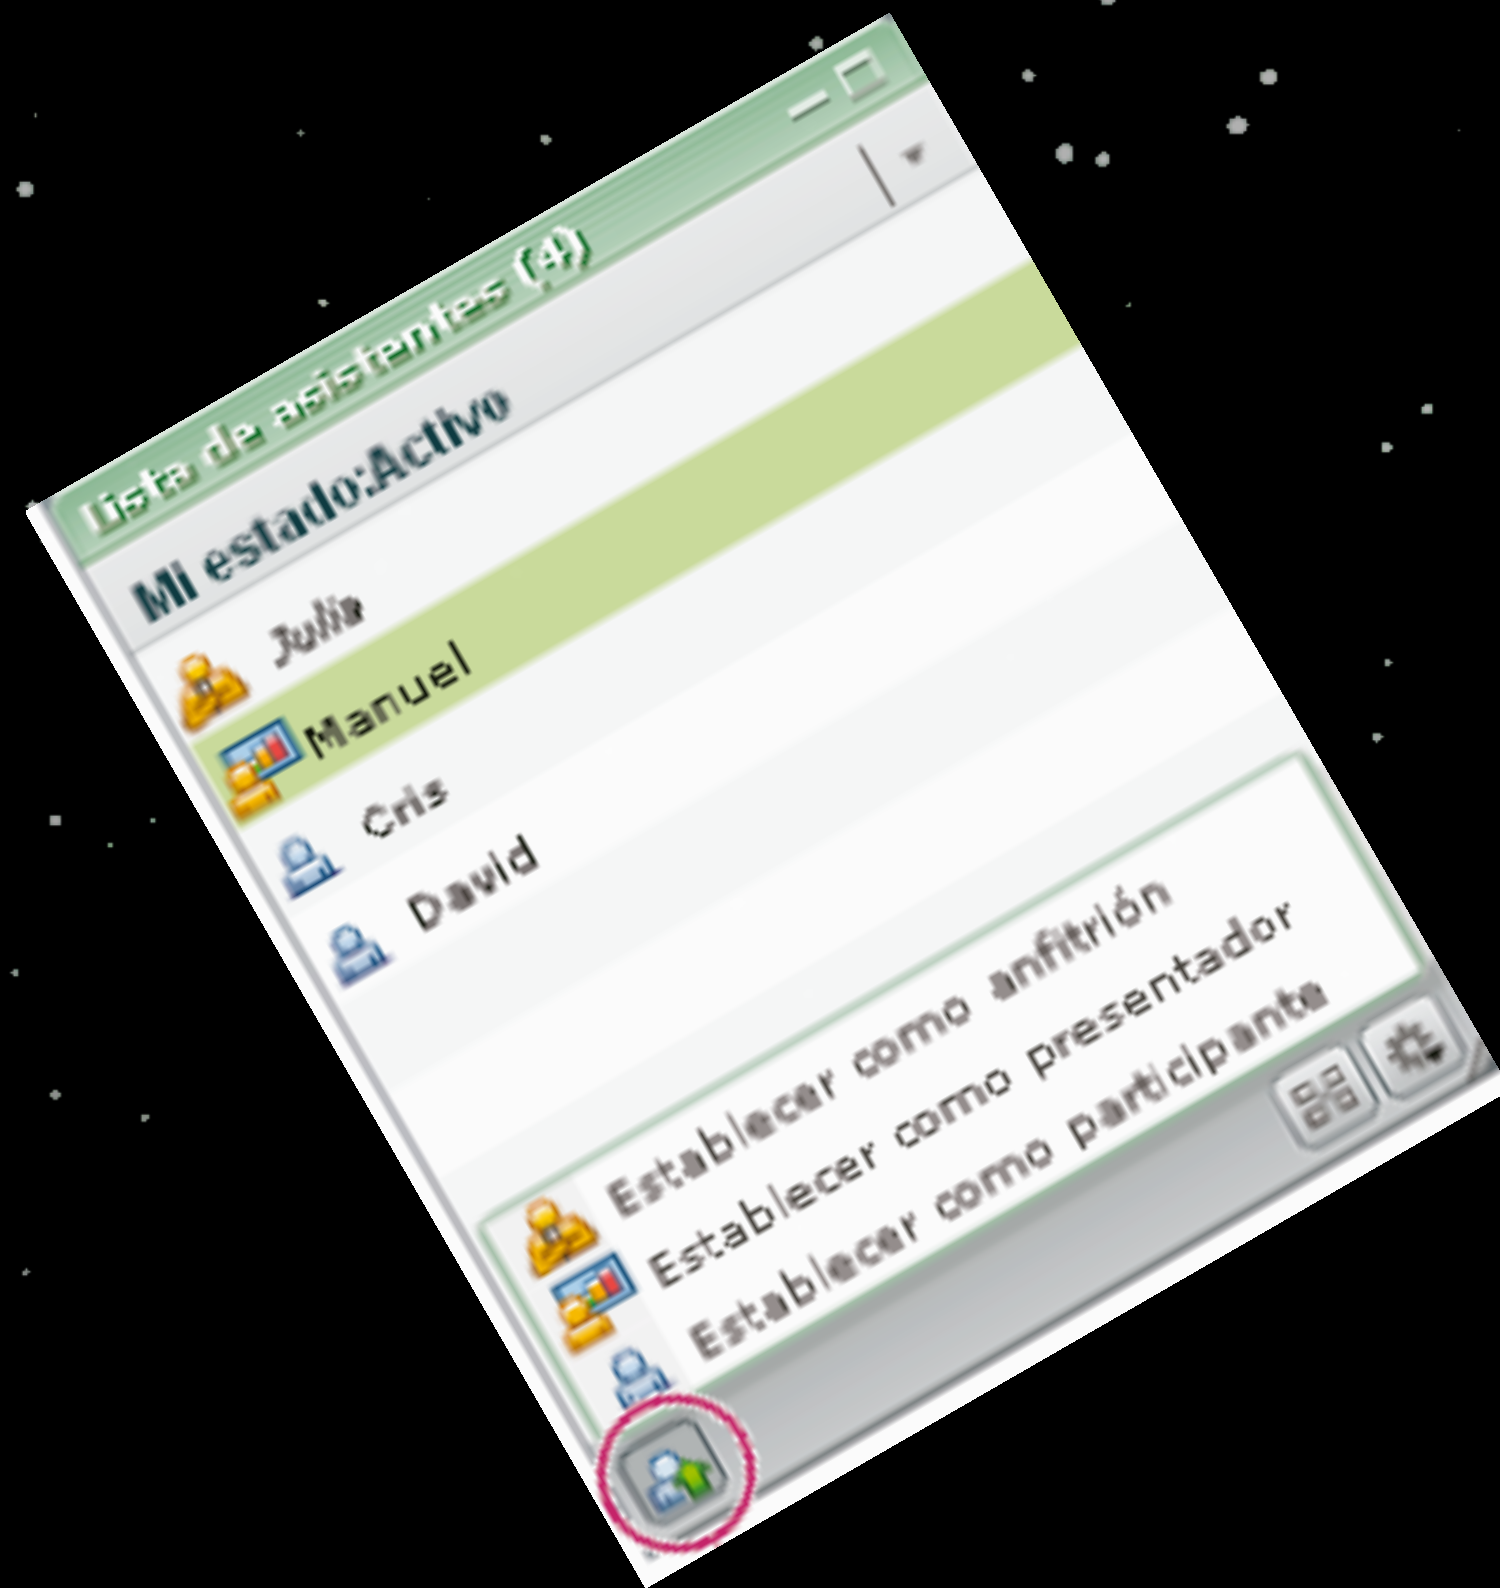 Lista de asistentes (4)
Mi estado:Activo
Julia
Manuel
Cris
David
Establecer como anfitrión
Establecer como presentador
Establecer como participante